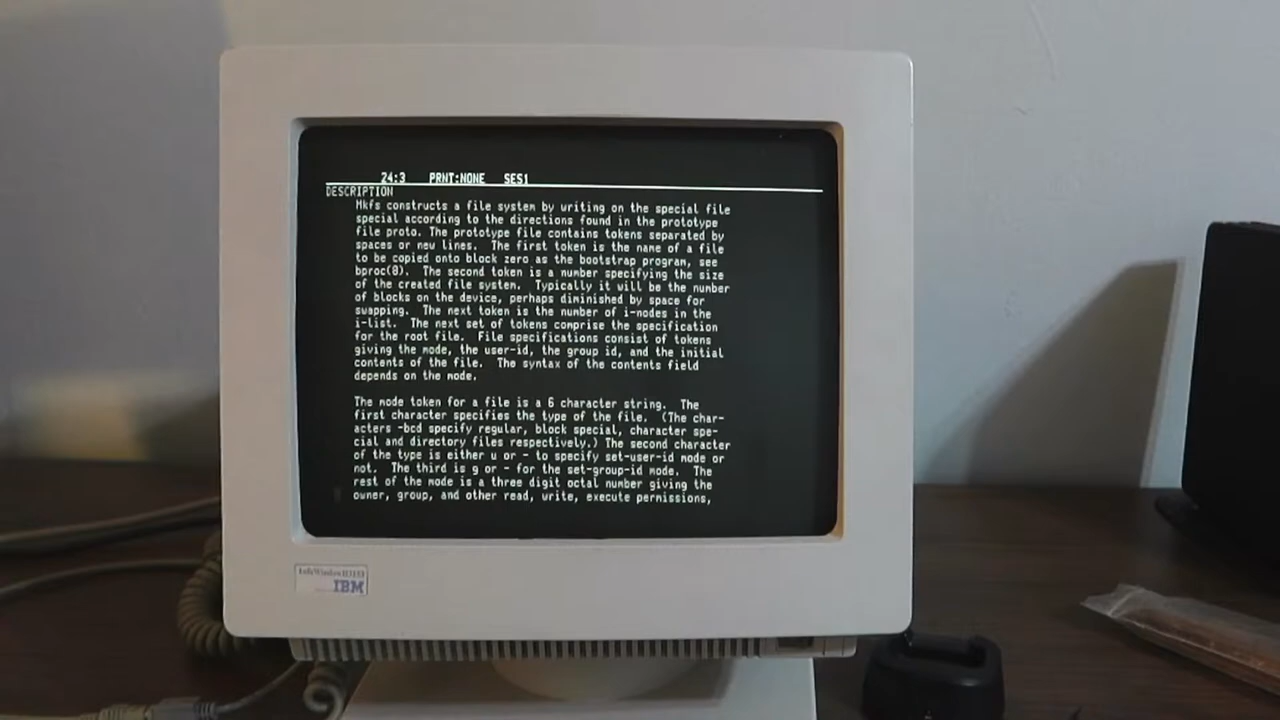 24:3 PRNT:NONE SES1
DESCRIPTION
Mkfs constructs a file system by writing on the special file
special according to the directions found in the prototype
file proto. The prototype file contains tokens separated by
spaces or new lines. The first token is the name of a file
to be copied onto block zero as the bootstrap program, see
bproc(8). The second token is a number specifying the size
of the created file system. Typically it will be the number
of blocks on the device, perhaps diminished by space for
swapping. The next token is the number of i-nodes in the
i-list. The next set of tokens comprise the specification
for the root file. File specifications consist of tokens
giving the mode, the user-id, the group id, and the initial
contents of the file. The syntax of the contents field
depends on the mode.
The mode token for a file is a 6 character string. The
first character specifies the type of the file. (The char-
acters -bcd specify regular, block special, character spe-
cial and directory files respectively.) The second character
of the type is either u or - to specify set-user-id mode or
not. The third is g or - for the set-group-id mode. The
rest of the mode is a three digit octal number giving the
owner, group, and other read, write, execute permissions,
IBM